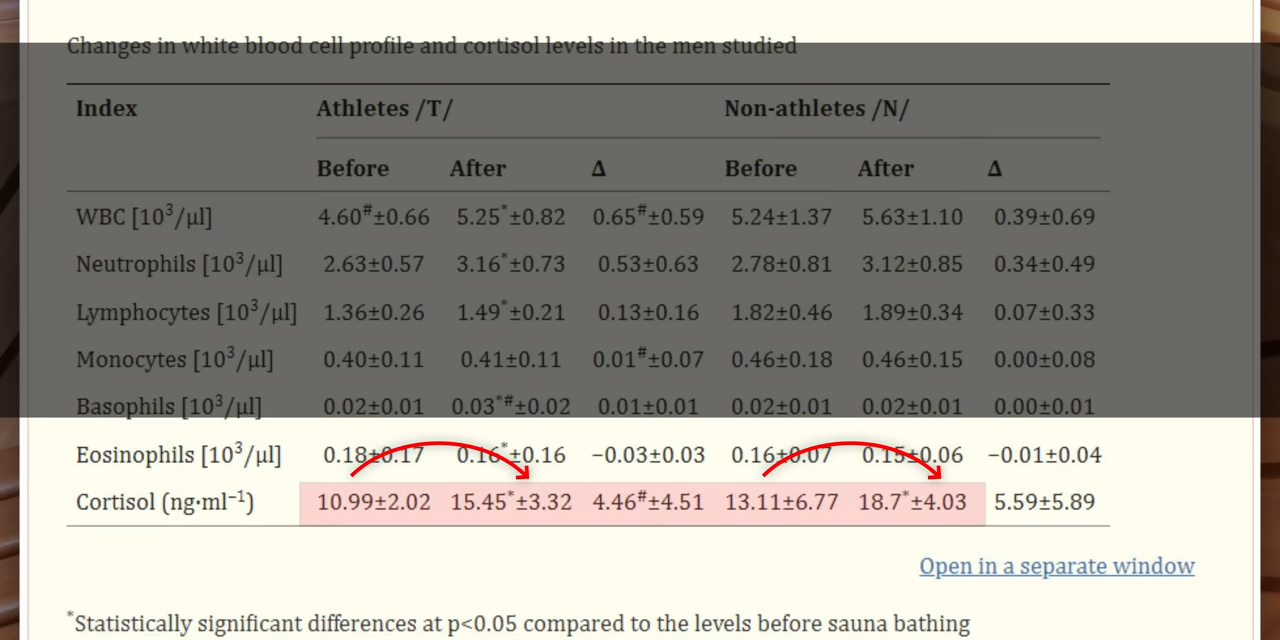 Changes in white blood cell profile and cortisol levels in the men studied
Index Athletes /T/ Non-athletes /N/
Before After Δ Before After Δ
WBC [10³/μl] 4.60#±0.66 5.25*±0.82 0.65#±0.59 5.24±1.37 5.63±1.10 0.39±0.69
Neutrophils [10³/μl] 2.63±0.57 3.16*±0.73 0.53±0.63 2.78±0.81 3.12±0.85 0.34±0.49
Lymphocytes [10³/μl] 1.36±0.26 1.49*±0.21 0.13±0.16 1.82±0.46 1.89±0.34 0.07±0.33
Monocytes [10³/μl] 0.40±0.11 0.41±0.11 0.01#±0.07 0.46±0.18 0.46±0.15 0.00±0.08
Basophils [10³/μl] 0.02±0.01 0.03*#±0.02 0.01±0.01 0.02±0.01 0.02±0.01 0.00±0.01
Eosinophils [10³/μl] 0.18±0.17 0.16*±0.16 −0.03±0.03 0.16±0.07 0.15±0.06 −0.01±0.04
Cortisol (ng·ml⁻¹) 10.99±2.02 15.45*±3.32 4.46#±4.51 13.11±6.77 18.7*±4.03 5.59±5.89
Open in a separate window
*Statistically significant differences at p<0.05 compared to the levels before sauna bathing